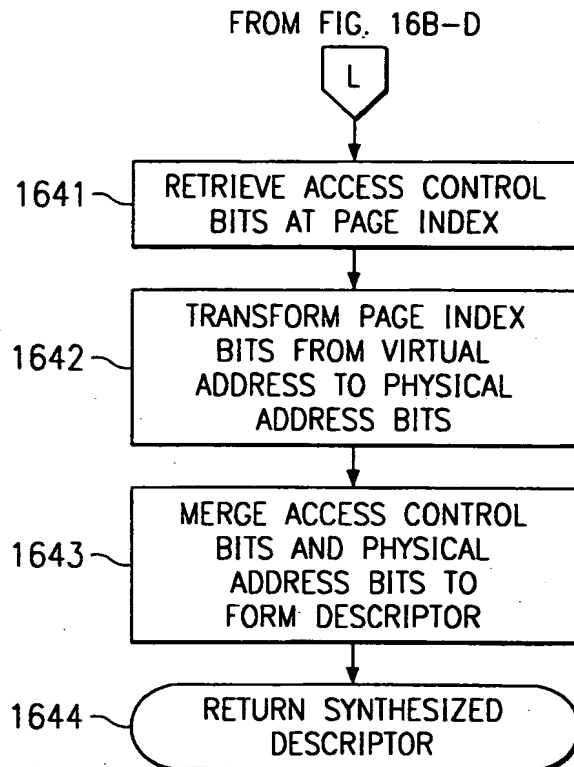 FROM FIG. 16B-D
L
1641
RETRIEVE ACCESS CONTROL
BITS AT PAGE INDEX
1642
TRANSFORM PAGE INDEX
BITS FROM VIRTUAL
ADDRESS TO PHYSICAL
ADDRESS BITS
1643
MERGE ACCESS CONTROL
BITS AND PHYSICAL
ADDRESS BITS TO
FORM DESCRIPTOR
1644
RETURN SYNTHESIZED
DESCRIPTOR